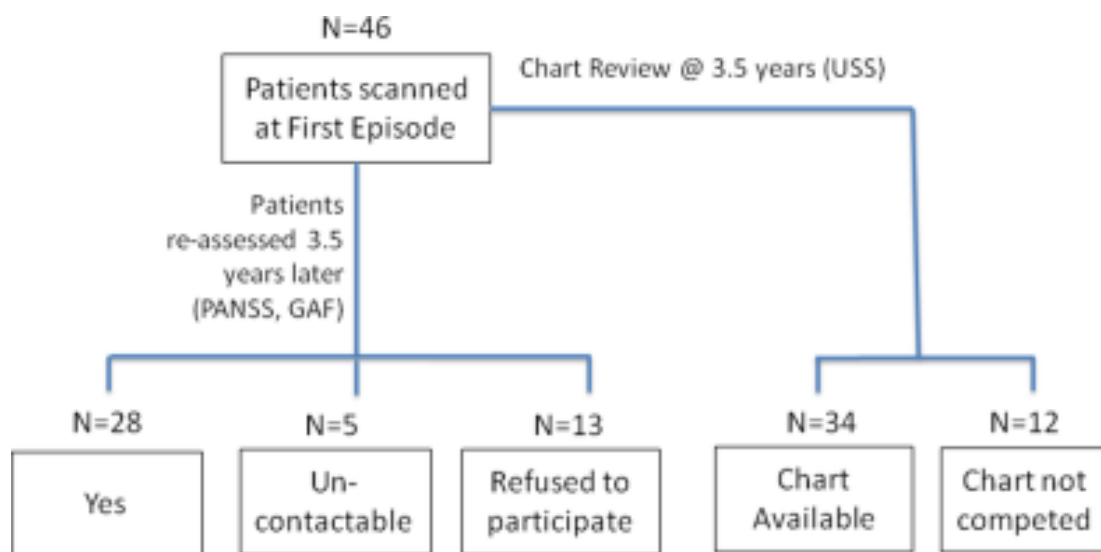 N=46
Patients scanned
at First Episode
Chart Review @ 3.5 years (USS)
Patients
re-assessed 3.5
years later
(PANSS, GAF)
N=28
Yes
N=5
Un-
contactable
N=13
Refused to
participate
N=34
Chart
Available
N=12
Chart not
competed